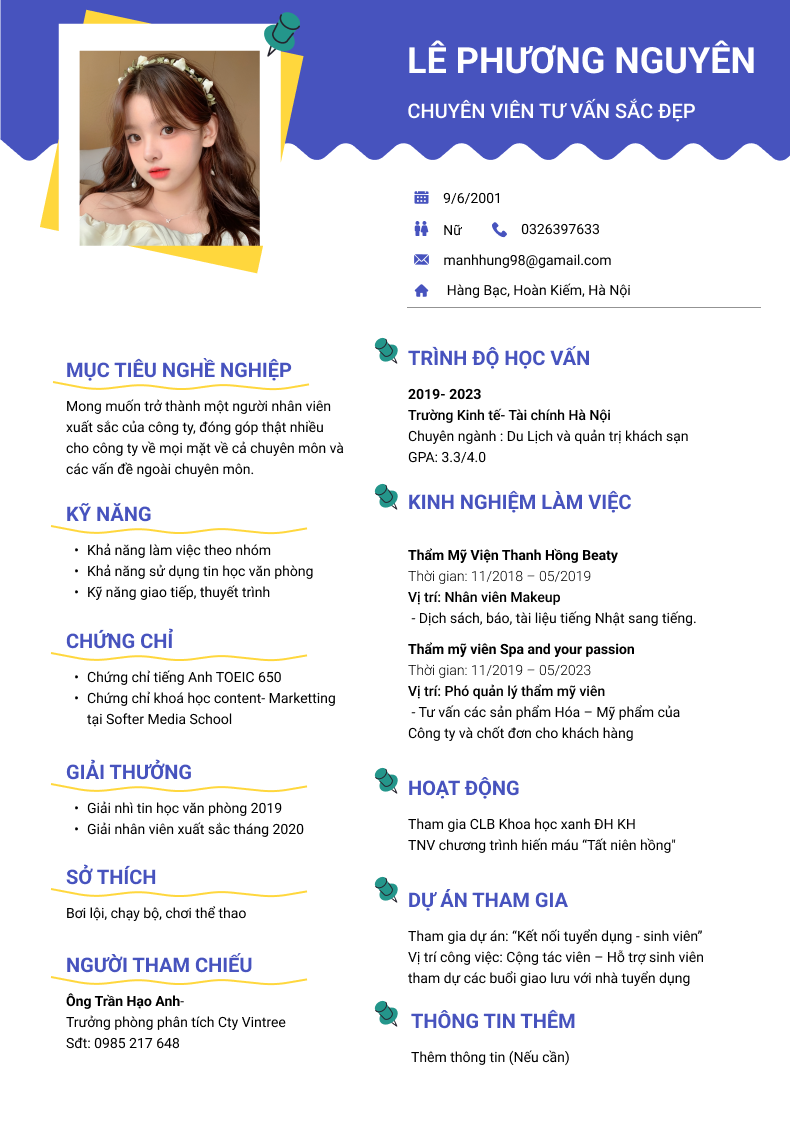 LÊ PHƯƠNG NGUYÊN
CHUYÊN VIÊN TƯ VẤN SẮC ĐẸP
9/6/2001
Nữ 0326397633
manhhung98@gamail.com
Hàng Bạc, Hoàn Kiếm, Hà Nội
MỤC TIÊU NGHỀ NGHIỆP
Mong muốn trở thành một người nhân viên
xuất sắc của công ty, đóng góp thật nhiều
cho công ty về mọi mặt về cả chuyên môn và
các vấn đề ngoài chuyên môn.
KỸ NĂNG
• Khả năng làm việc theo nhóm
• Khả năng sử dụng tin học văn phòng
• Kỹ năng giao tiếp, thuyết trình
CHỨNG CHỈ
• Chứng chỉ tiếng Anh TOEIC 650
• Chứng chỉ khoá học content- Marketting
tại Softer Media School
GIẢI THƯỞNG
• Giải nhì tin học văn phòng 2019
• Giải nhân viên xuất sắc tháng 2020
SỞ THÍCH
Bơi lội, chạy bộ, chơi thể thao
NGƯỜI THAM CHIẾU
Ông Trần Hạo Anh-
Trưởng phòng phân tích Cty Vintree
Sđt: 0985 217 648
TRÌNH ĐỘ HỌC VẤN
2019- 2023
Trường Kinh tế- Tài chính Hà Nội
Chuyên ngành : Du Lịch và quản trị khách sạn
GPA: 3.3/4.0
KINH NGHIỆM LÀM VIỆC
Thẩm Mỹ Viện Thanh Hồng Beaty
Thời gian: 11/2018 – 05/2019
Vị trí: Nhân viên Makeup
- Dịch sách, báo, tài liệu tiếng Nhật sang tiếng.
Thẩm mỹ viên Spa and your passion
Thời gian: 11/2019 – 05/2023
Vị trí: Phó quản lý thẩm mỹ viên
- Tư vấn các sản phẩm Hóa – Mỹ phẩm của
Công ty và chốt đơn cho khách hàng
HOẠT ĐỘNG
Tham gia CLB Khoa học xanh ĐH KH
TNV chương trình hiến máu “Tất niên hồng"
DỰ ÁN THAM GIA
Tham gia dự án: “Kết nối tuyển dụng - sinh viên”
Vị trí công việc: Cộng tác viên – Hỗ trợ sinh viên
tham dự các buổi giao lưu với nhà tuyển dụng
THÔNG TIN THÊM
Thêm thông tin (Nếu cần)